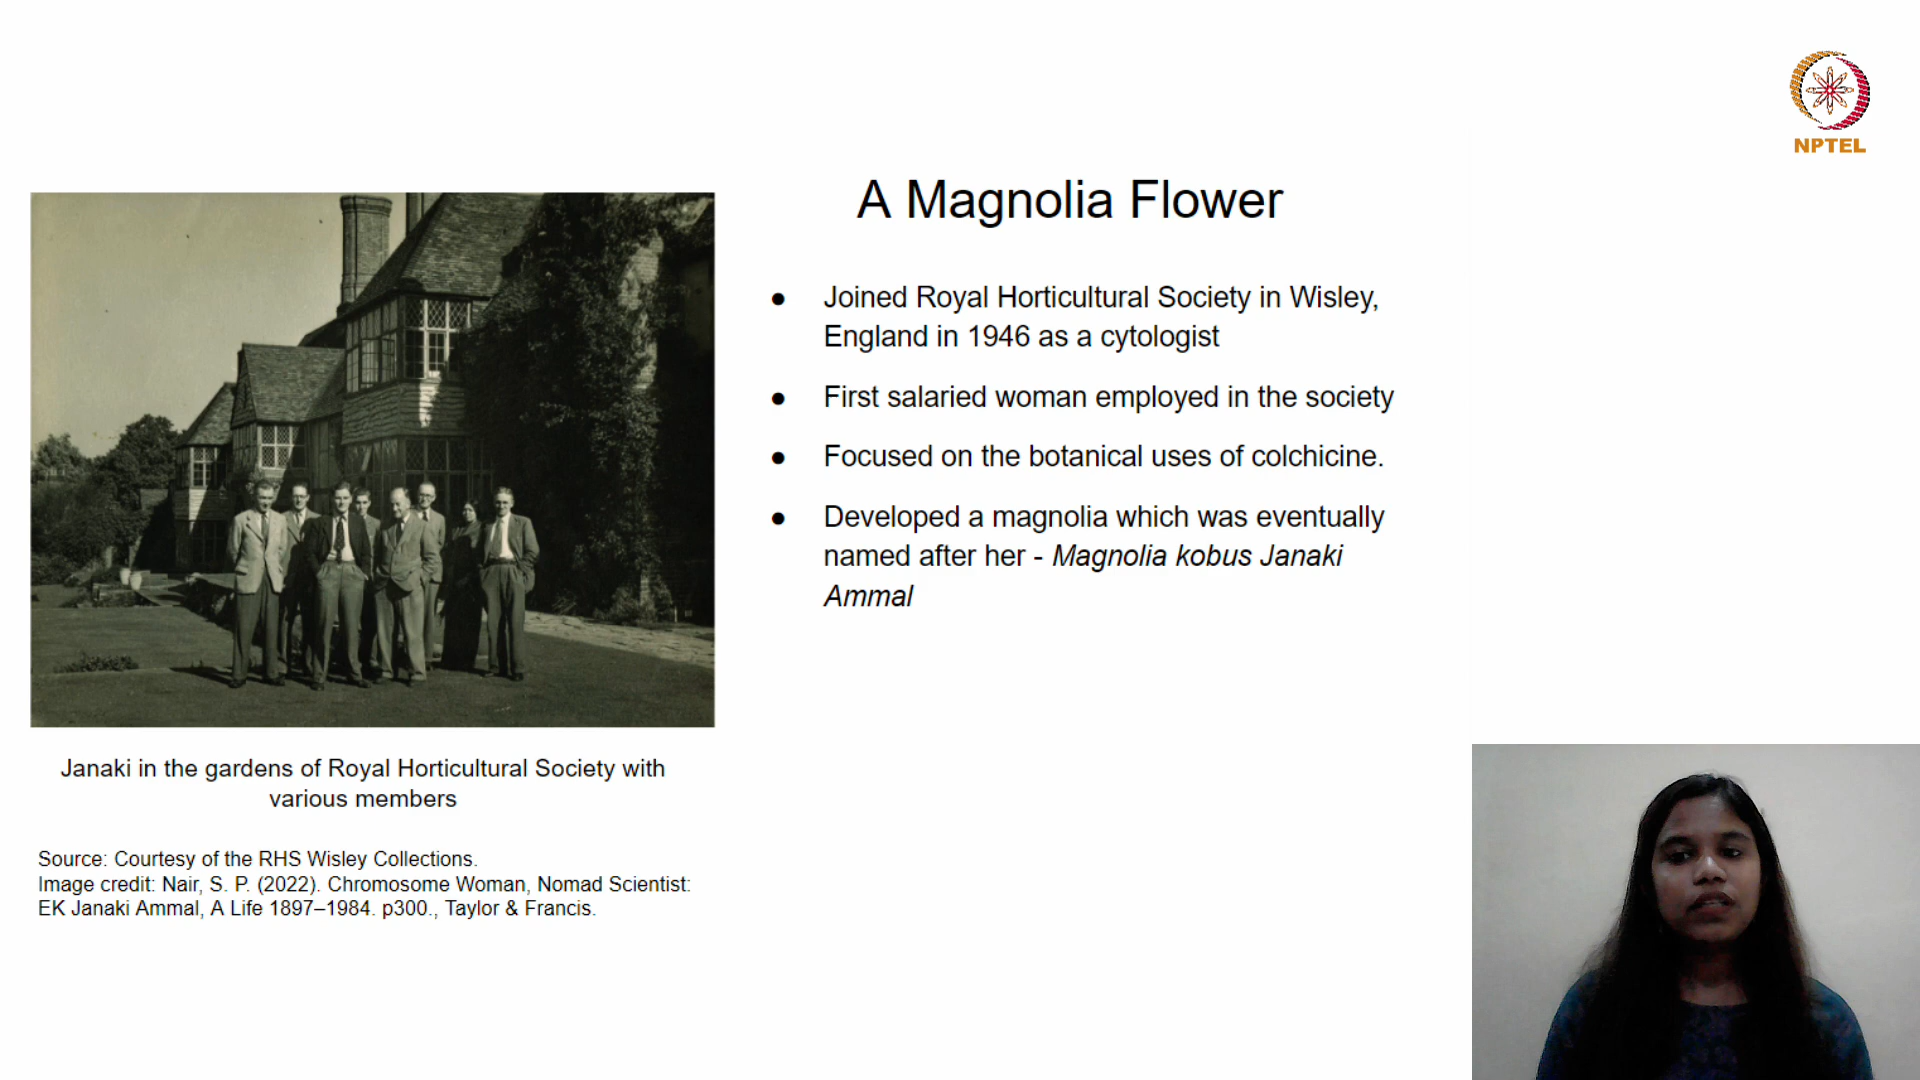 NPTEL
A Magnolia Flower
● Joined Royal Horticultural Society in Wisley,
England in 1946 as a cytologist
● First salaried woman employed in the society
● Focused on the botanical uses of colchicine.
● Developed a magnolia which was eventually
named after her - Magnolia kobus Janaki
Ammal
Janaki in the gardens of Royal Horticultural Society with
various members
Source: Courtesy of the RHS Wisley Collections.
Image credit: Nair, S. P. (2022). Chromosome Woman, Nomad Scientist:
EK Janaki Ammal, A Life 1897–1984. p300., Taylor & Francis.